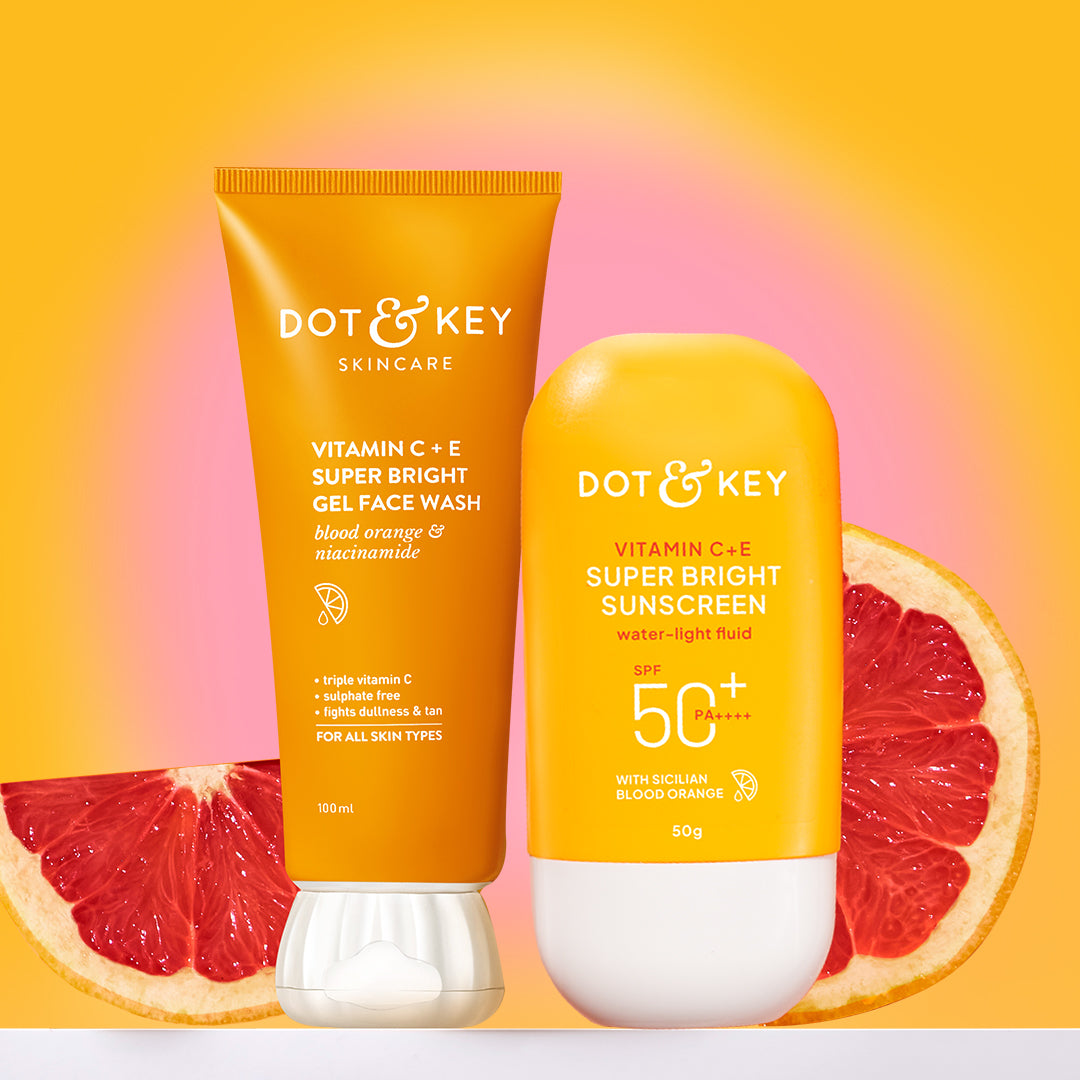 DOT & KEY
SKINCARE
VITAMIN C + E
SUPER BRIGHT
GEL FACE WASH
blood orange &
niacinamide
• triple vitamin C
• sulphate free
• fights dullness & tan
FOR ALL SKIN TYPES
100ml
DOT & KEY
VITAMIN C+E
SUPER BRIGHT
SUNSCREEN
water-light fluid
SPF
50+
PA++++
WITH SICILIAN
BLOOD ORANGE
50g